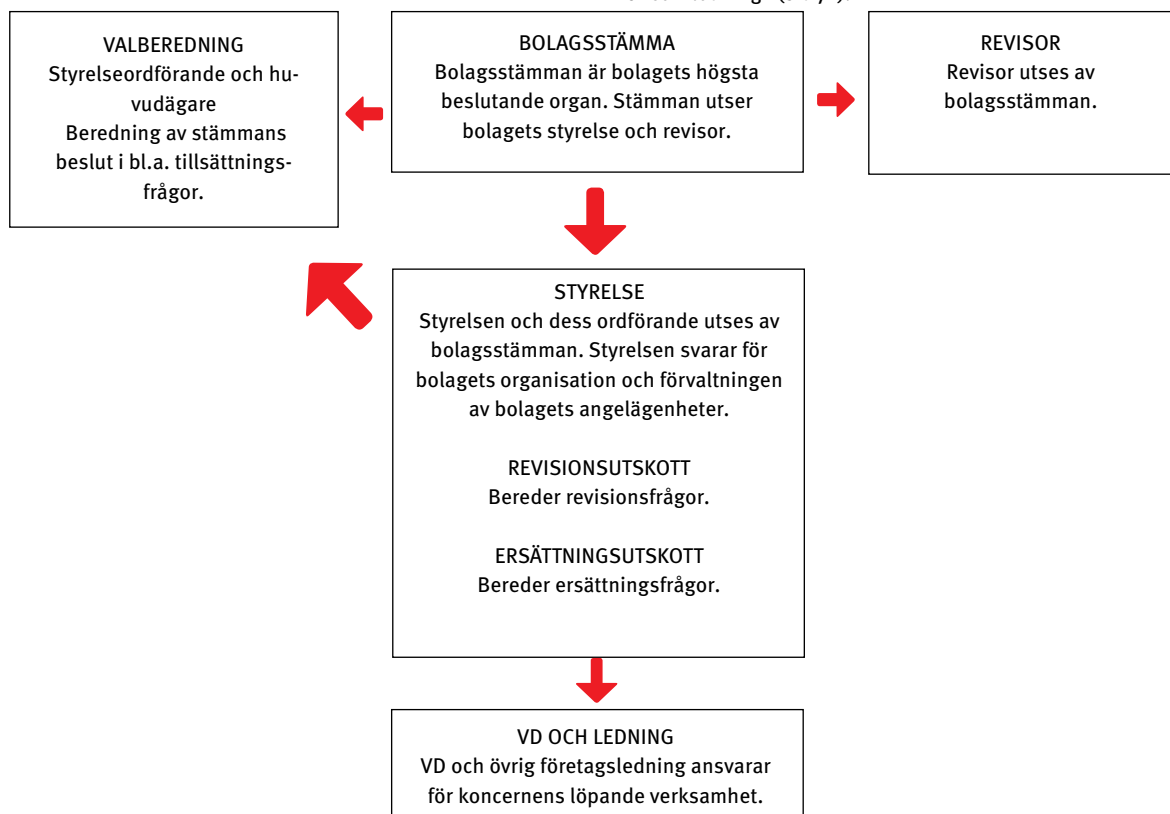 VALBEREDNING
Styrelseordförande och hu-
vudägare
Beredning av stämmans
beslut i bl.a. tillsättnings-
frågor.
BOLAGSSTÄMMA
Bolagsstämman är bolagets högsta
beslutande organ. Stämman utser
bolagets styrelse och revisor.
REVISOR
Revisor utses av
bolagsstämman.
STYRELSE
Styrelsen och dess ordförande utses av
bolagsstämman. Styrelsen svarar för
bolagets organisation och förvaltningen
av bolagets angelägenheter.
REVISIONSUTSKOTT
Bereder revisionsfrågor.
ERSÄTTNINGSUTSKOTT
Bereder ersättningsfrågor.
VD OCH LEDNING
VD och övrig företagsledning ansvarar
för koncernens löpande verksamhet.